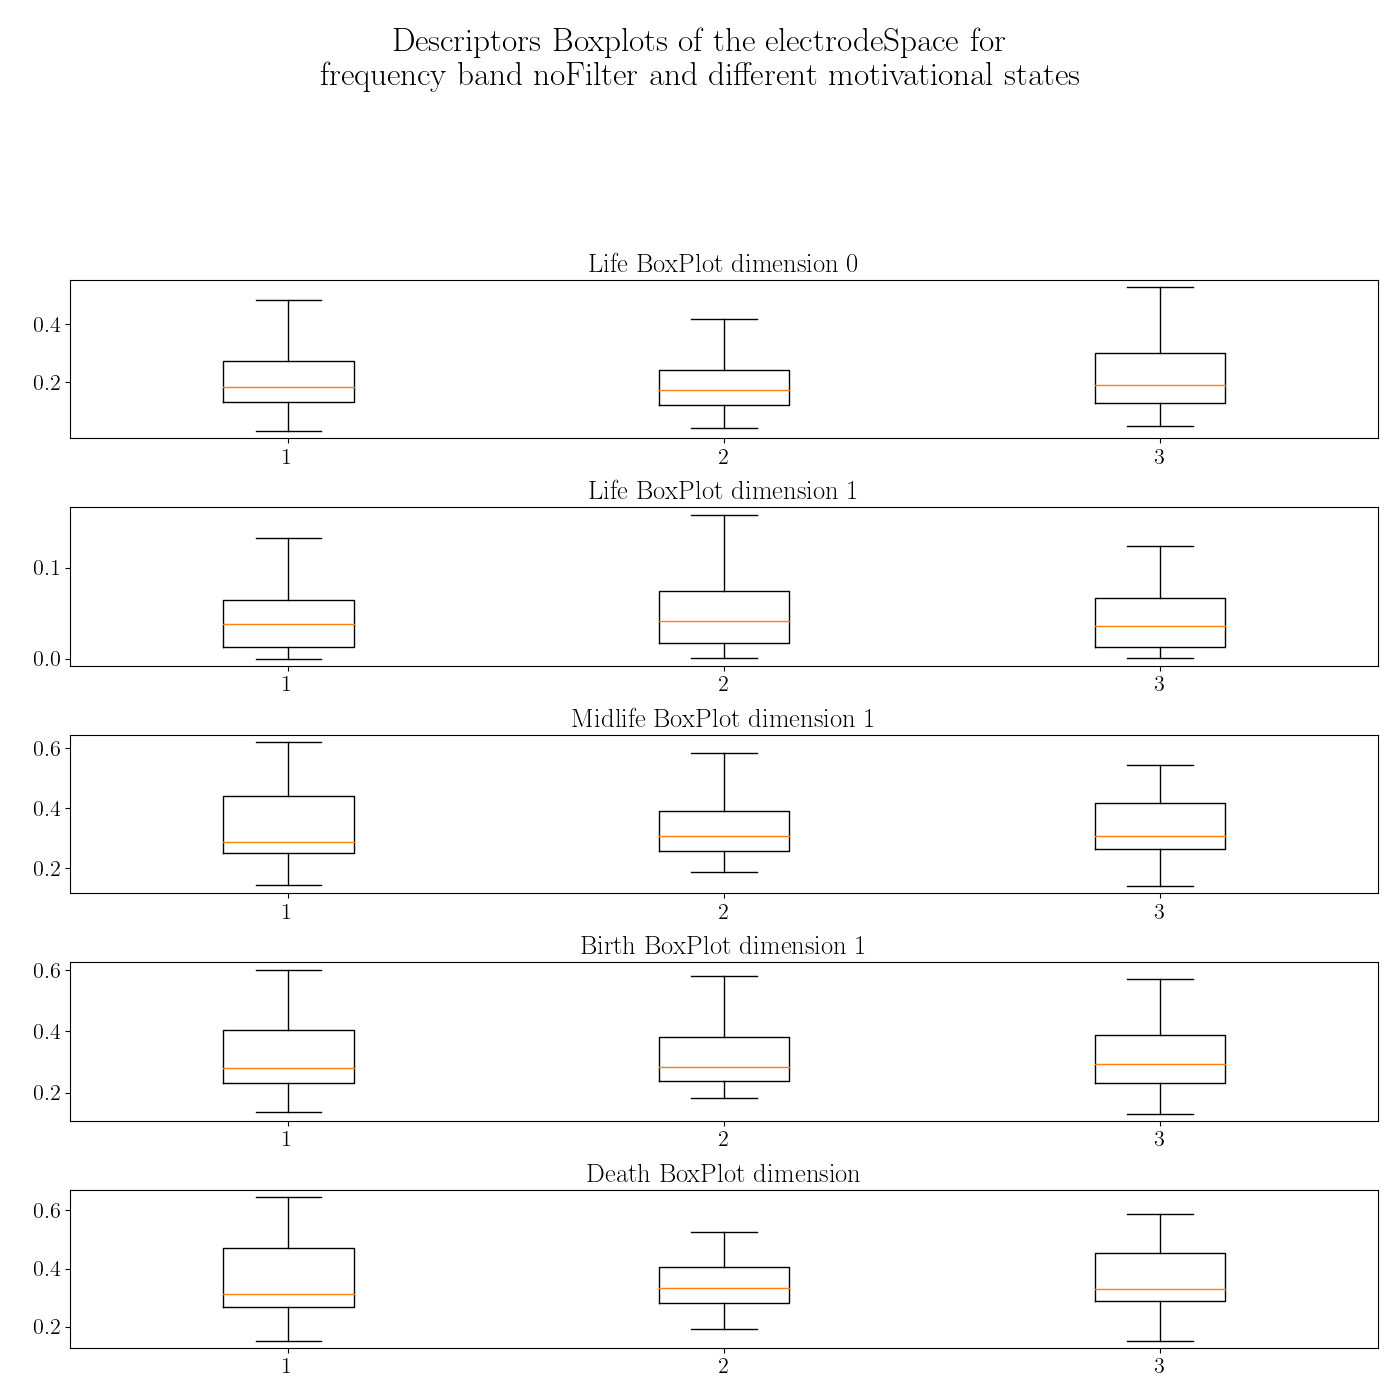 Descriptors Boxplots of the electrodeSpace for
frequency band noFilter and different motivational states
Life BoxPlot dimension 0
0.4
0.2
1 2 3
Life BoxPlot dimension 1
0.1
0.0
1 2 3
Midlife BoxPlot dimension 1
0.6
0.4
0.2
1 2 3
Birth BoxPlot dimension 1
0.6
0.4
0.2
1 2 3
Death BoxPlot dimension
0.6
0.4
0.2
1 2 3